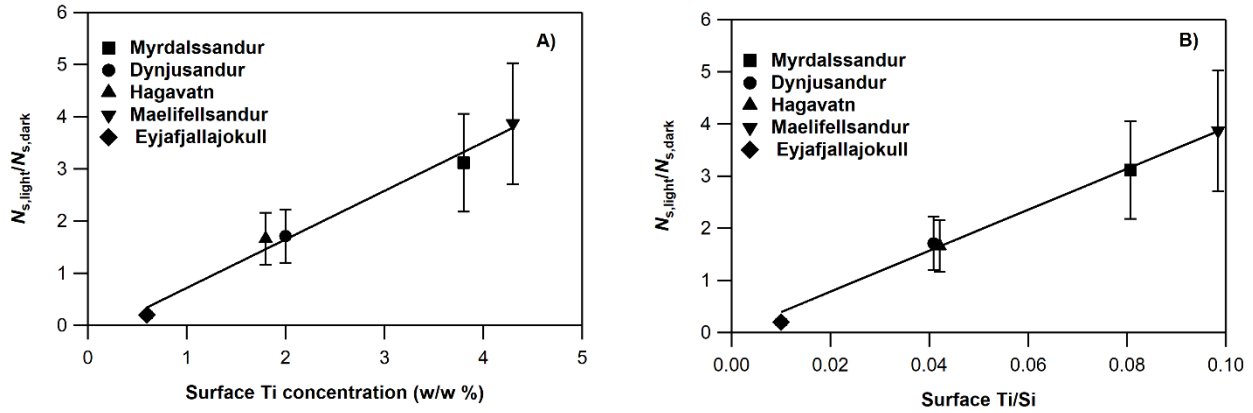 A)
Myrdalssandur
Dynjusandur
Hagavatn
Maelifellsandur
Eyjafjallajokull
6
5
4
3
2
1
0
Ns,light/Ns,dark
0 1 2 3 4 5
Surface Ti concentration (w/w %)
B)
Myrdalssandur
Dynjusandur
Hagavatn
Maelifellsandur
Eyjafjallajokull
6
5
4
3
2
1
0
Ns,light/Ns,dark
0.00 0.02 0.04 0.06 0.08 0.10
Surface Ti/Si